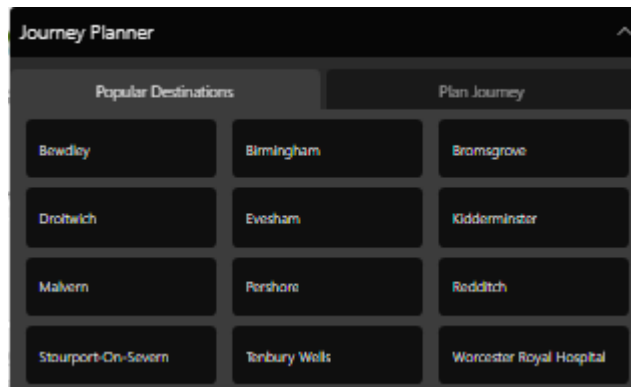 Journey Planner
Popular Destinations Plan Journey
Bewdley Birmingham Bromsgrove
Droitwich Evesham Kidderminster
Malvern Pershore Redditch
Stourport-On-Severn Tenbury Wells Worcester Royal Hospital